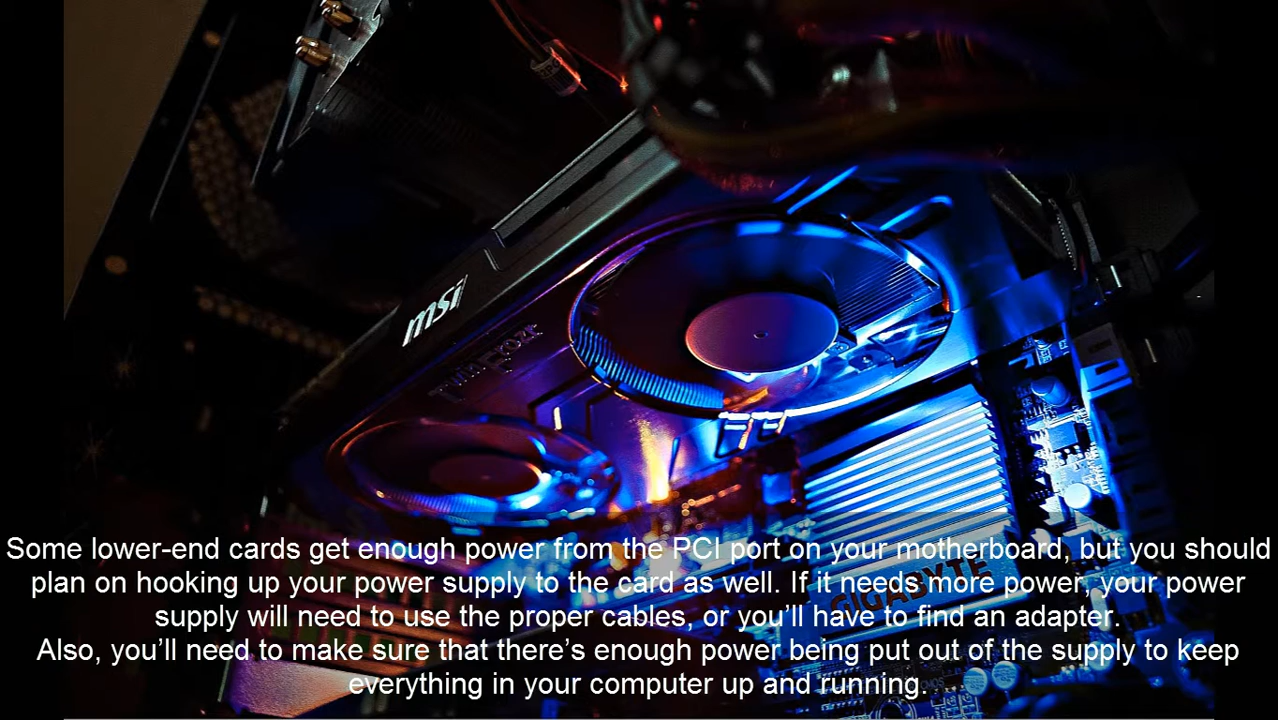 msi
Twin Frozr
Some lower-end cards get enough power from the PCI port on your motherboard, but you should
plan on hooking up your power supply to the card as well. If it needs more power, your power
supply will need to use the proper cables, or you’ll have to find an adapter.
GIGABYTE
Also, you’ll need to make sure that there’s enough power being put out of the supply to keep
everything in your computer up and running.